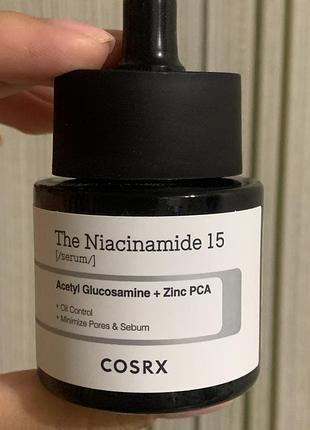 The Niacinamide 15
[/serum/]
Acetyl Glucosamine + Zinc PCA
+ Oil Control
+ Minimize Pores & Sebum
COSRX